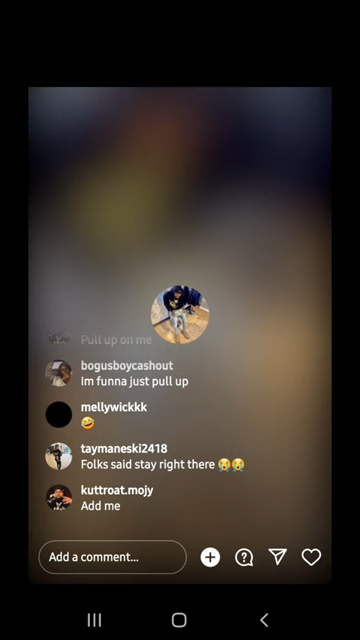 Pull up on me
bogusboycashout
Im funna just pull up
mellywickkk
🤣
taymaneski2418
Folks said stay right there 😭😭
kuttroat.mojy
Add me
Add a comment...